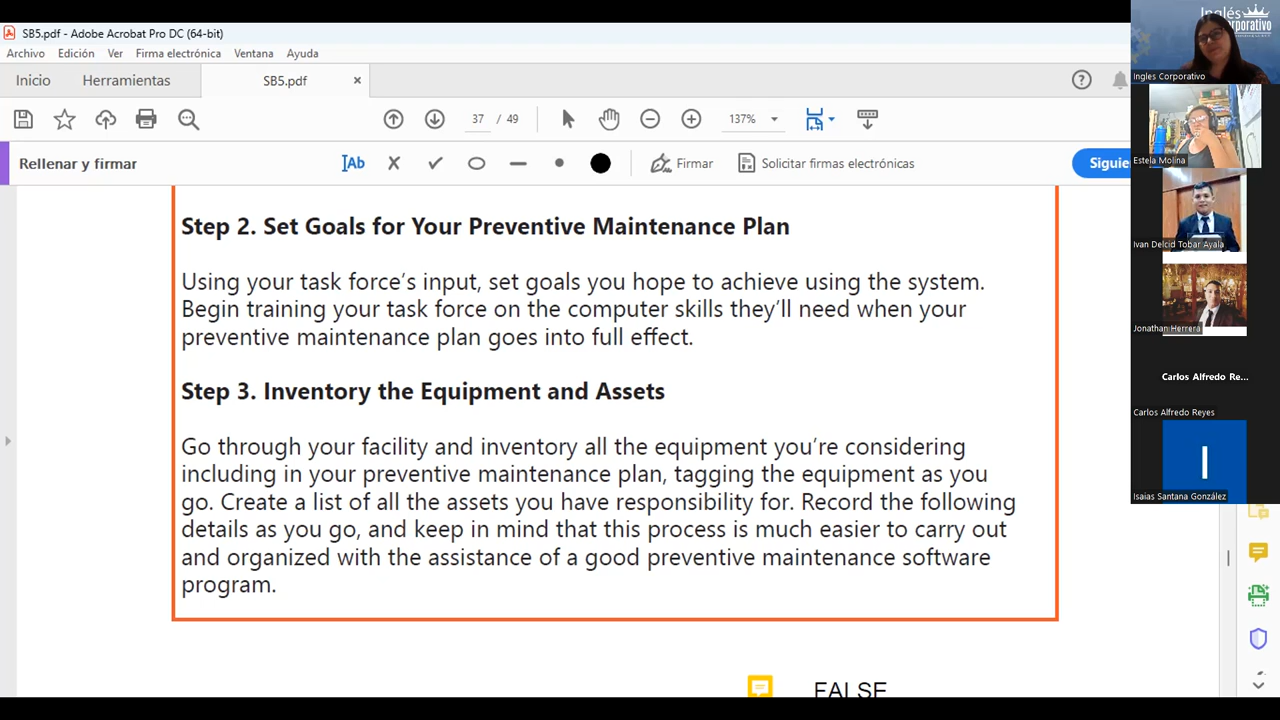 SB5.pdf - Adobe Acrobat Pro DC (64-bit)
Archivo Edición Ver Firma electrónica Ventana Ayuda
Inicio Herramientas SB5.pdf ×
37 / 49 137%
Rellenar y firmar Ab Firmar Solicitar firmas electrónicas Siguie
Step 2. Set Goals for Your Preventive Maintenance Plan
Using your task force's input, set goals you hope to achieve using the system.
Begin training your task force on the computer skills they'll need when your
preventive maintenance plan goes into full effect.
Step 3. Inventory the Equipment and Assets
Go through your facility and inventory all the equipment you're considering
including in your preventive maintenance plan, tagging the equipment as you
go. Create a list of all the assets you have responsibility for. Record the following
details as you go, and keep in mind that this process is much easier to carry out
and organized with the assistance of a good preventive maintenance software
program.
FALSE
Inglés
Corporativo
Ingles Corporativo
Estela Molina
Ivan Delcid Tobar Ayala
Jonathan Herrera
Carlos Alfredo Re...
Carlos Alfredo Reyes
I
Isaias Santana González